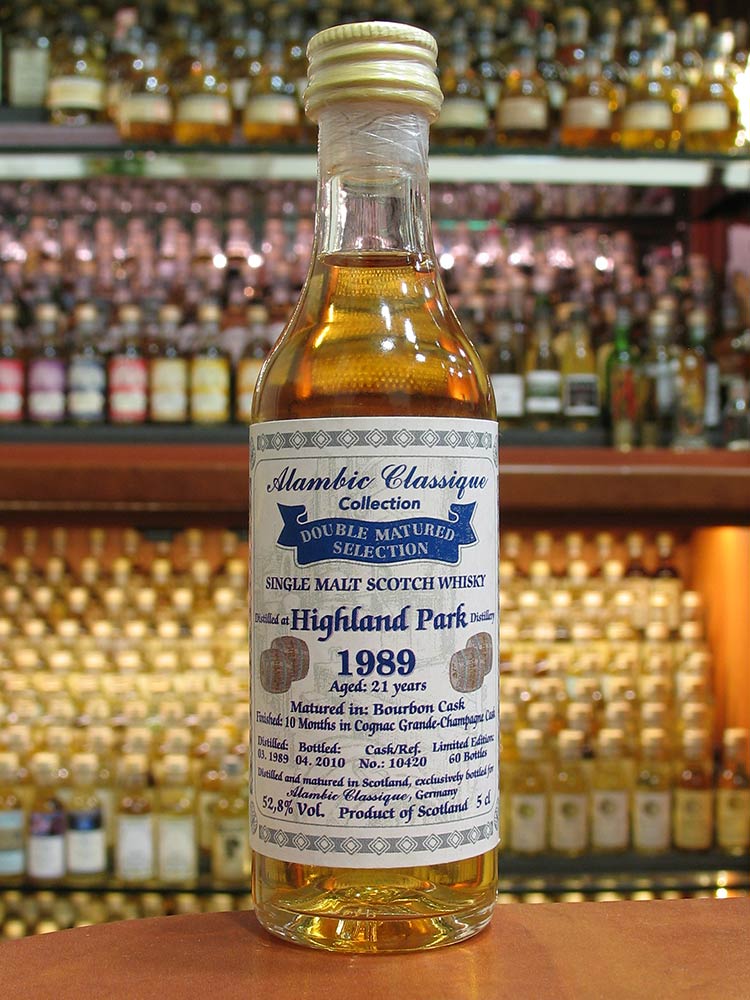 Alambic Classique
Collection
DOUBLE MATURED
SELECTION
SINGLE MALT SCOTCH WHISKY
Distilled at Highland Park Distillery
1989
Aged: 21 years
Matured in: Bourbon Cask
Finished: 10 Months in Cognac Grande-Champagne Cask
Distilled: Bottled: Cask/Ref. Limited Edition:
03. 1989 04. 2010 No.: 10420 60 Bottles
Distilled and matured in Scotland, exclusively bottled for
Alambic Classique, Germany
52,8% Vol. Product of Scotland 5 cl